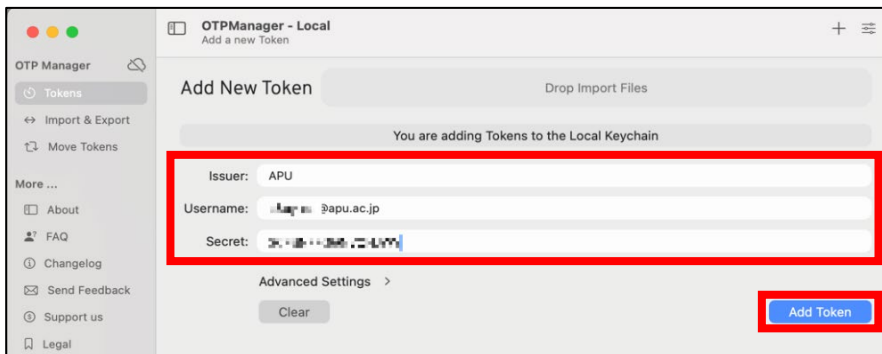 OTPManager - Local
Add a new Token
OTP Manager
Tokens
Import & Export
Move Tokens
More ...
About
FAQ
Changelog
Send Feedback
Support us
Legal
Add New Token
Drop Import Files
You are adding Tokens to the Local Keychain
Issuer: APU
Username: @apu.ac.jp
Secret:
Advanced Settings >
Clear
Add Token